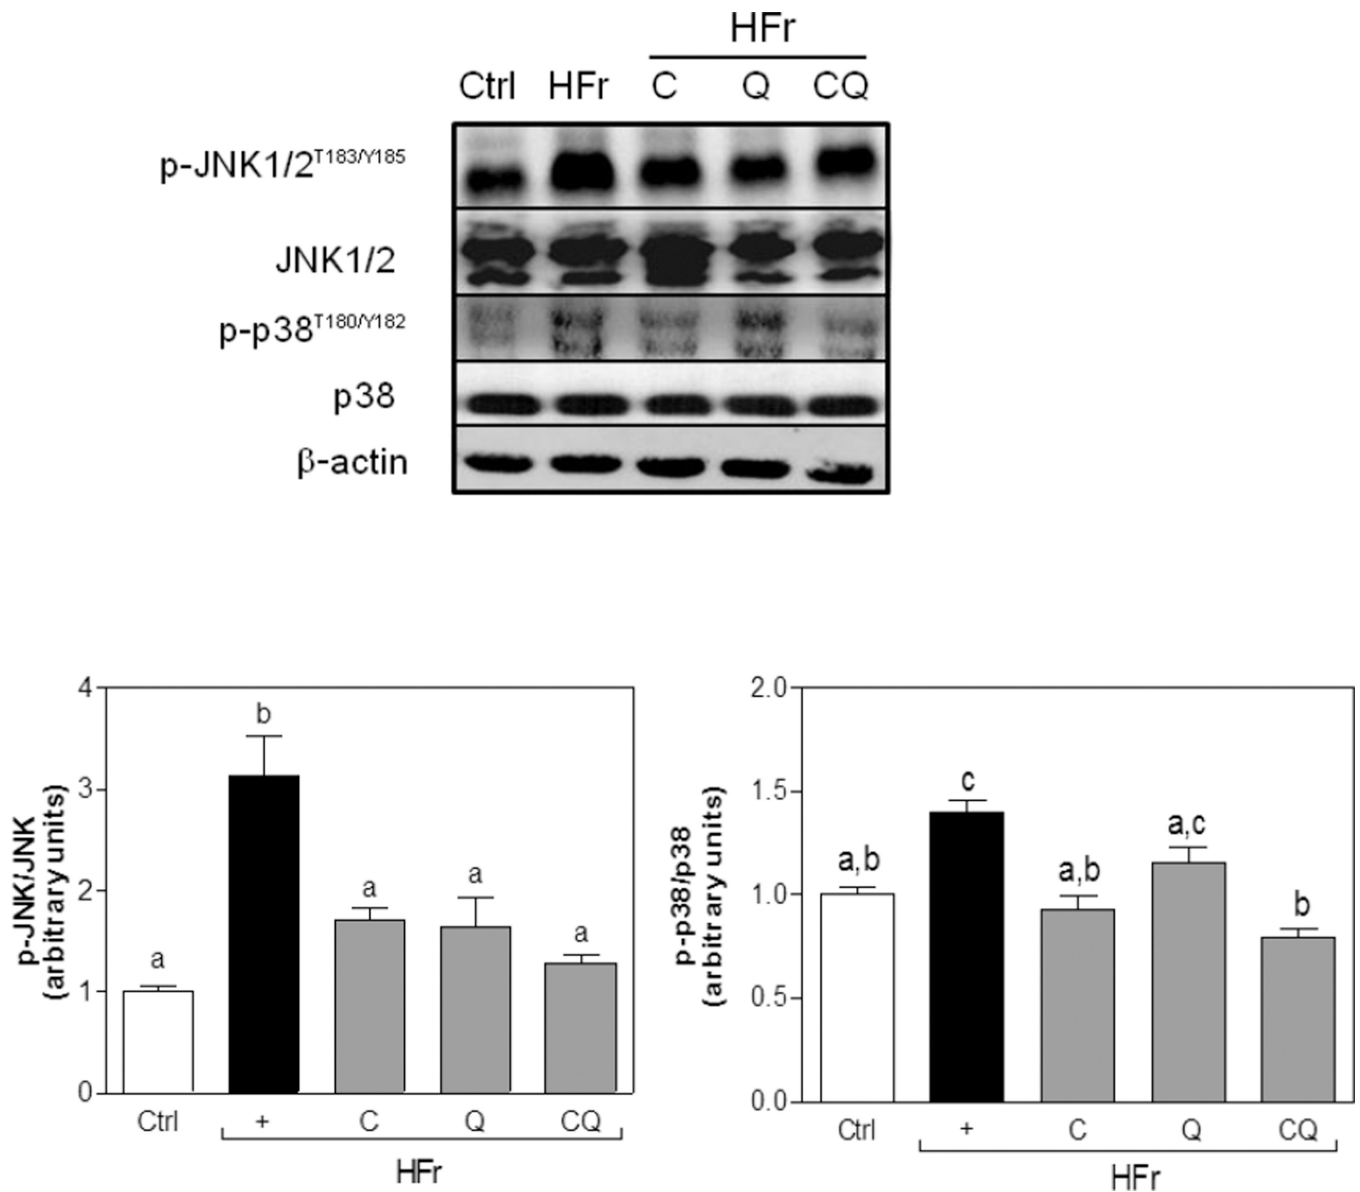 HFr
Ctrl HFr C Q CQ
p-JNK1/2T183/Y185
JNK1/2
p-p38T180/Y182
p38
β-actin
4
3
2
1
0
p-JNK/JNK
(arbitrary units)
a
b
a
a
a
Ctrl + C Q CQ
HFr
2.0
1.5
1.0
0.5
0.0
p-p38/p38
(arbitrary units)
a,b
c
a,b
a,c
b
Ctrl + C Q CQ
HFr